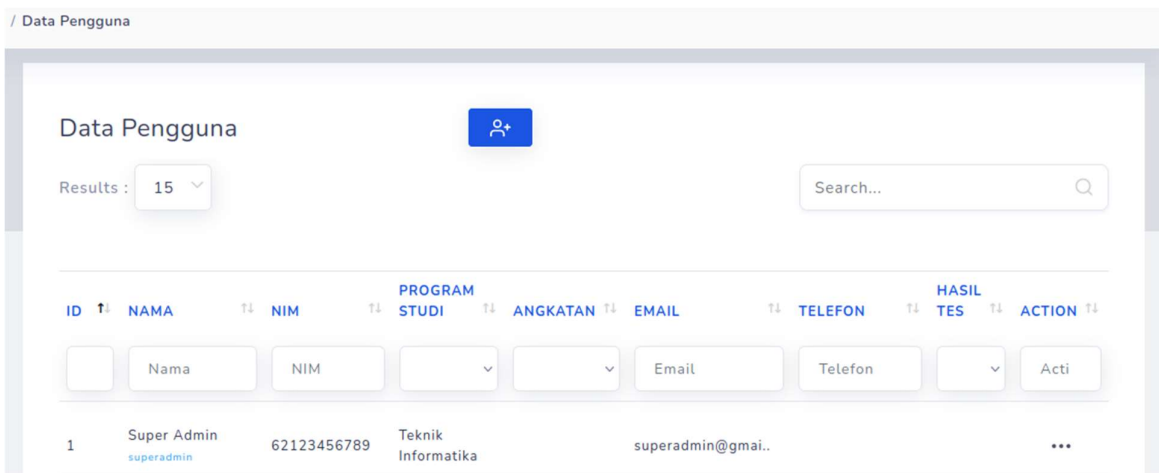 / Data Pengguna
Data Pengguna
Results : 15
Search...
ID NAMA NIM PROGRAM STUDI ANGKATAN EMAIL TELEFON HASIL TES ACTION
Nama NIM Email Telefon Acti
1 Super Admin 62123456789 Teknik Informatika superadmin@gmai..
superadmin